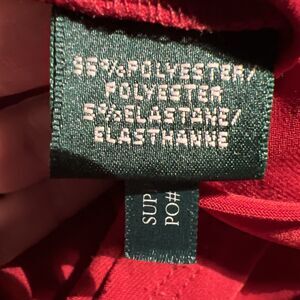 95%POLYESTER/
POLYESTER
5%ELASTANE/
ELASTHANNE
SUP
PO#